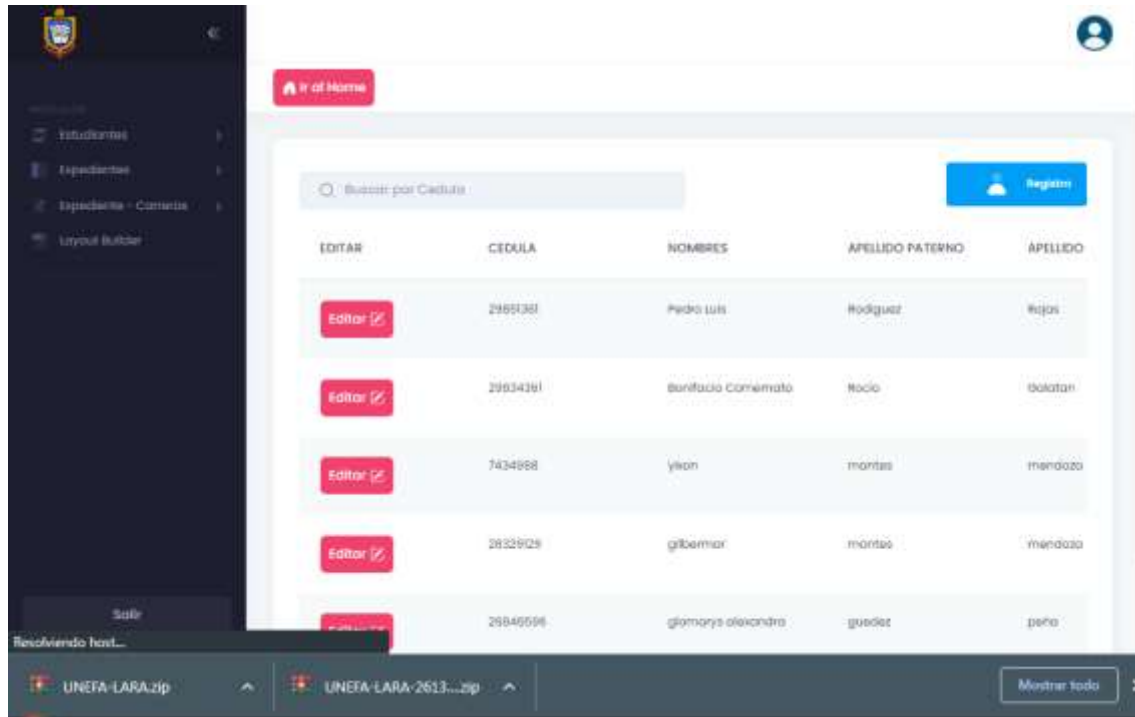 Ir al Home
Estudiantes
Expedientes
Expediente - Carreras
Layout Builder
Buscar por Cedula
Registro
EDITAR CEDULA NOMBRES APELLIDO PATERNO APELLIDO
Editar Pedro Luis Rodiguez Rojas
Editar Bonifacio Rocio
Editar 7434988 yison montes mendoza
Editar 28329129 gilbermar montes mendoza
Editar glomarys alexandra guedez peña
Salir
Resolviendo host...
UNEFA-LARA.zip UNEFA-LARA-2613....zip Mostrar todo